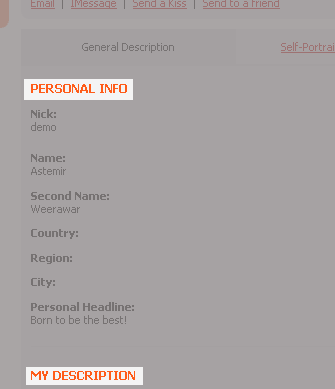 Email | IMessage | Send a Kiss | Send to a friend
General Description Self-Portrai
PERSONAL INFO
Nick:
demo
Name:
Astemir
Second Name:
Weerawar
Country:
Region:
City:
Personal Headline:
Born to be the best!
MY DESCRIPTION